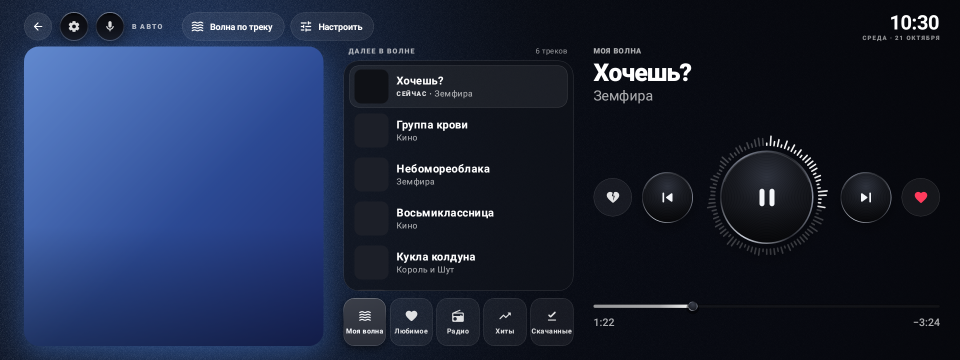 В АВТО
Волна по треку
Настроить
10:30
СРЕДА · 21 ОКТЯБРЯ
ДАЛЕЕ В ВОЛНЕ
6 треков
Хочешь?
СЕЙЧАС · Земфира
Группа крови
Кино
Небомореоблака
Земфира
Восьмиклассница
Кино
Кукла колдуна
Король и Шут
Моя волна
Любимое
Радио
Хиты
Скачанные
МОЯ ВОЛНА
Хочешь?
Земфира
1:22
−3:24